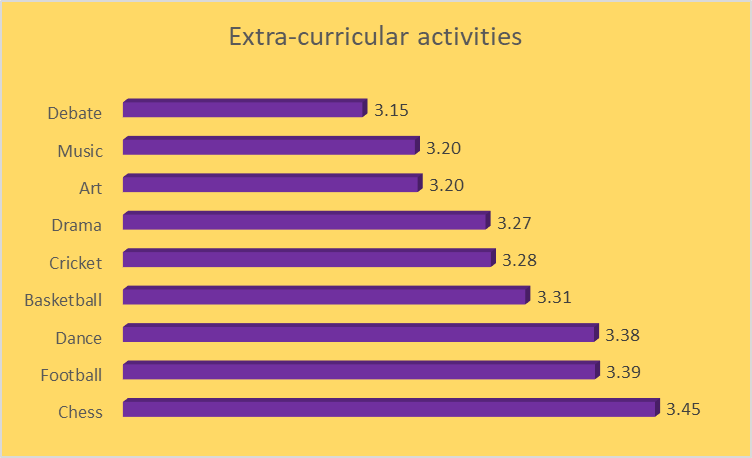 Extra-curricular activities
Debate 3.15
Music 3.20
Art 3.20
Drama 3.27
Cricket 3.28
Basketball 3.31
Dance 3.38
Football 3.39
Chess 3.45